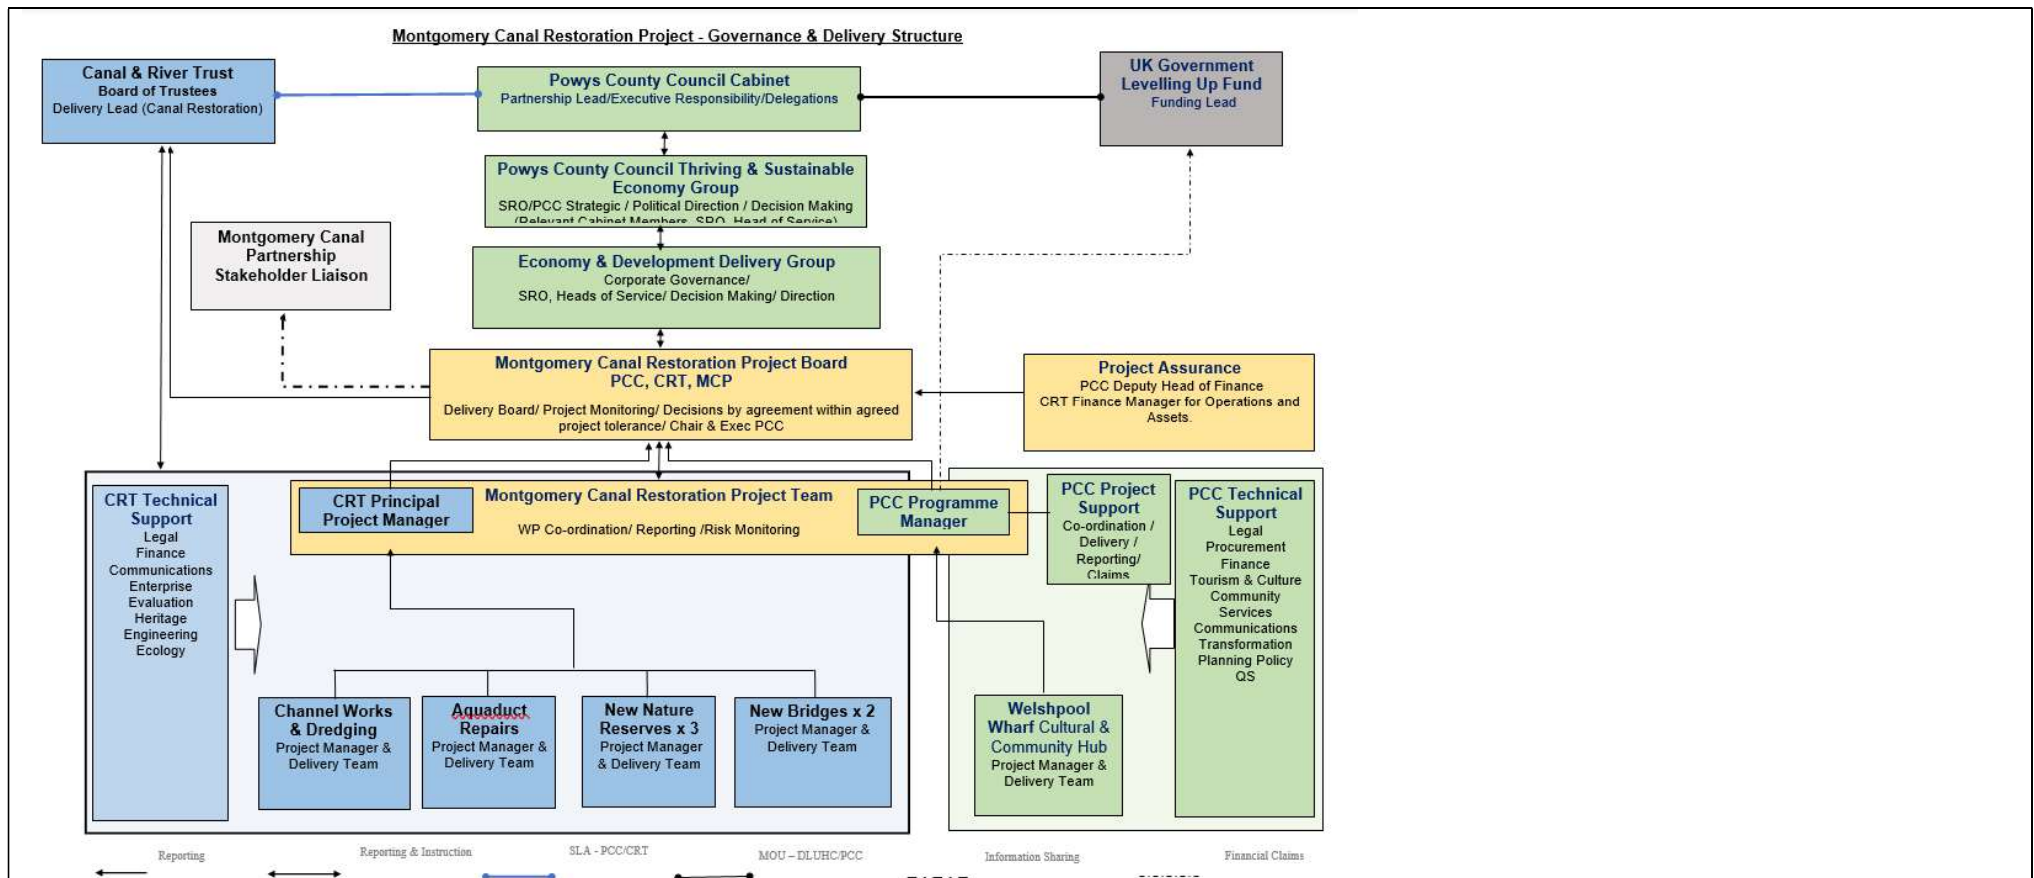 Montgomery Canal Restoration Project - Governance & Delivery Structure
Canal & River Trust
Board of Trustees
Delivery Lead (Canal Restoration)
Powys County Council Cabinet
Partnership Lead/Executive Responsibility/Delegations
UK Government
Levelling Up Fund
Funding Lead
Powys County Council Thriving & Sustainable
Economy Group
SRO/PCC Strategic / Political Direction / Decision Making
(Relevant Cabinet Members, SRO, Head of Service)
Montgomery Canal
Partnership
Stakeholder Liaison
Economy & Development Delivery Group
Corporate Governance/
SRO, Heads of Service/ Decision Making/ Direction
Montgomery Canal Restoration Project Board
PCC, CRT, MCP
Delivery Board/ Project Monitoring/ Decisions by agreement within agreed
project tolerance/ Chair & Exec PCC
Project Assurance
PCC Deputy Head of Finance
CRT Finance Manager for Operations and
Assets.
CRT Technical
Support
Legal
Finance
Communications
Enterprise
Evaluation
Heritage
Engineering
Ecology
CRT Principal
Project Manager
Montgomery Canal Restoration Project Team
WP Co-ordination/ Reporting /Risk Monitoring
PCC Programme
Manager
PCC Project
Support
Co-ordination /
Delivery /
Reporting/
Claims
PCC Technical
Support
Legal
Procurement
Finance
Tourism & Culture
Community
Services
Communications
Transformation
Planning Policy
QS
Channel Works
& Dredging
Project Manager &
Delivery Team
Aquaduct
Repairs
Project Manager &
Delivery Team
New Nature
Reserves x 3
Project Manager
& Delivery Team
New Bridges x 2
Project Manager &
Delivery Team
Welshpool
Wharf Cultural &
Community Hub
Project Manager &
Delivery Team
Reporting
Reporting & Instruction
SLA - PCC/CRT
MOU – DLUHC/PCC
Information Sharing
Financial Claims